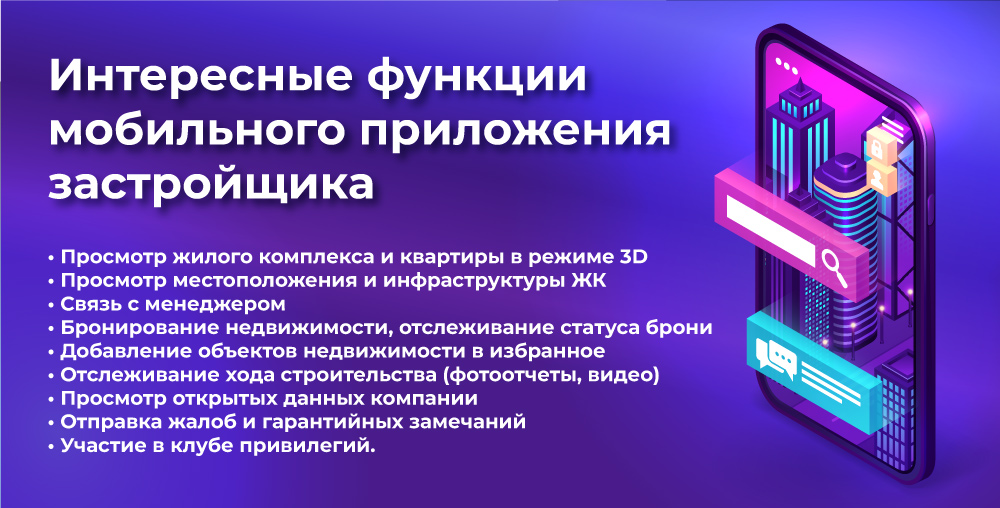 Интересные функции
мобильного приложения
застройщика
• Просмотр жилого комплекса и квартиры в режиме 3D
• Просмотр местоположения и инфраструктуры ЖК
• Связь с менеджером
• Бронирование недвижимости, отслеживание статуса брони
• Добавление объектов недвижимости в избранное
• Отслеживание хода строительства (фотоотчеты, видео)
• Просмотр открытых данных компании
• Отправка жалоб и гарантийных замечаний
• Участие в клубе привилегий.